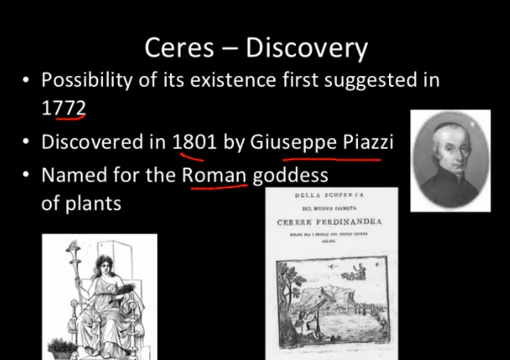 Ceres – Discovery
• Possibility of its existence first suggested in
1772
• Discovered in 1801 by Giuseppe Piazzi
• Named for the Roman goddess
of plants
DELLA SCOPERTA
DEL NUOVO PIANETA
CERERE FERDINANDEA